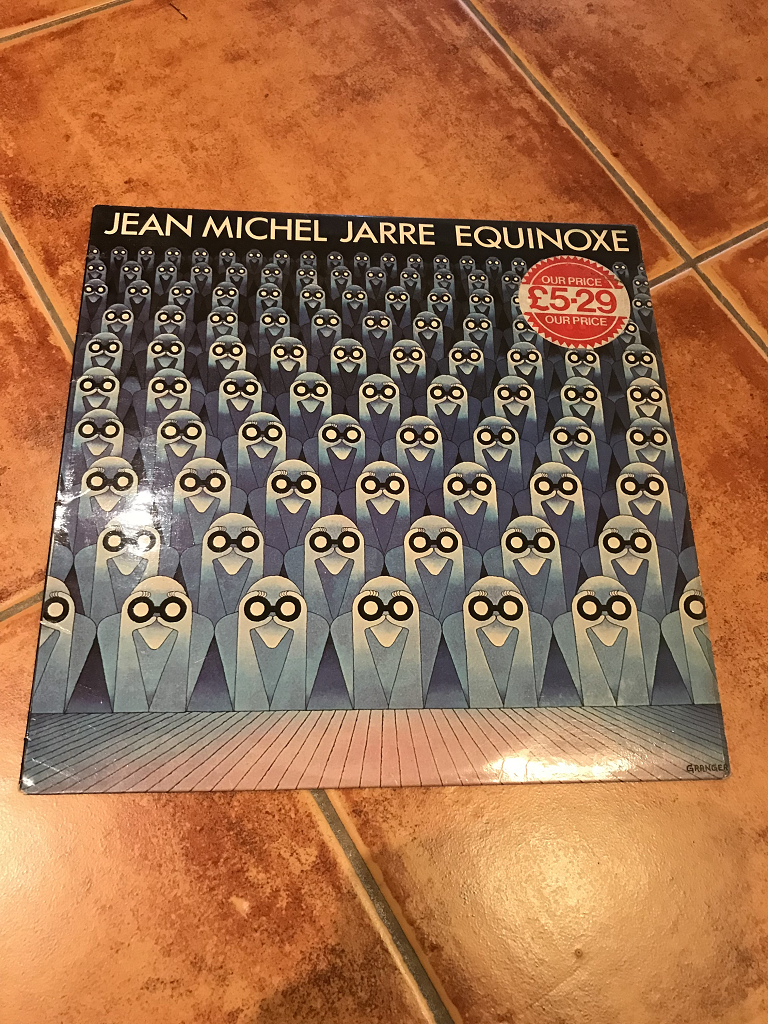 JEAN MICHEL JARRE EQUINOXE
OUR PRICE
£5·29
OUR PRICE
GRANGER